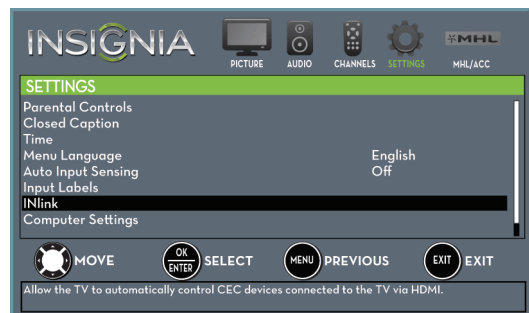 INSIGNIA
PICTURE AUDIO CHANNELS SETTINGS MHL MHL/ACC
SETTINGS
Parental Controls
Closed Caption
Time
Menu Language English
Auto Input Sensing Off
Input Labels
INlink
Computer Settings
MOVE OK ENTER SELECT MENU PREVIOUS EXIT EXIT
Allow the TV to automatically control CEC devices connected to the TV via HDMI.